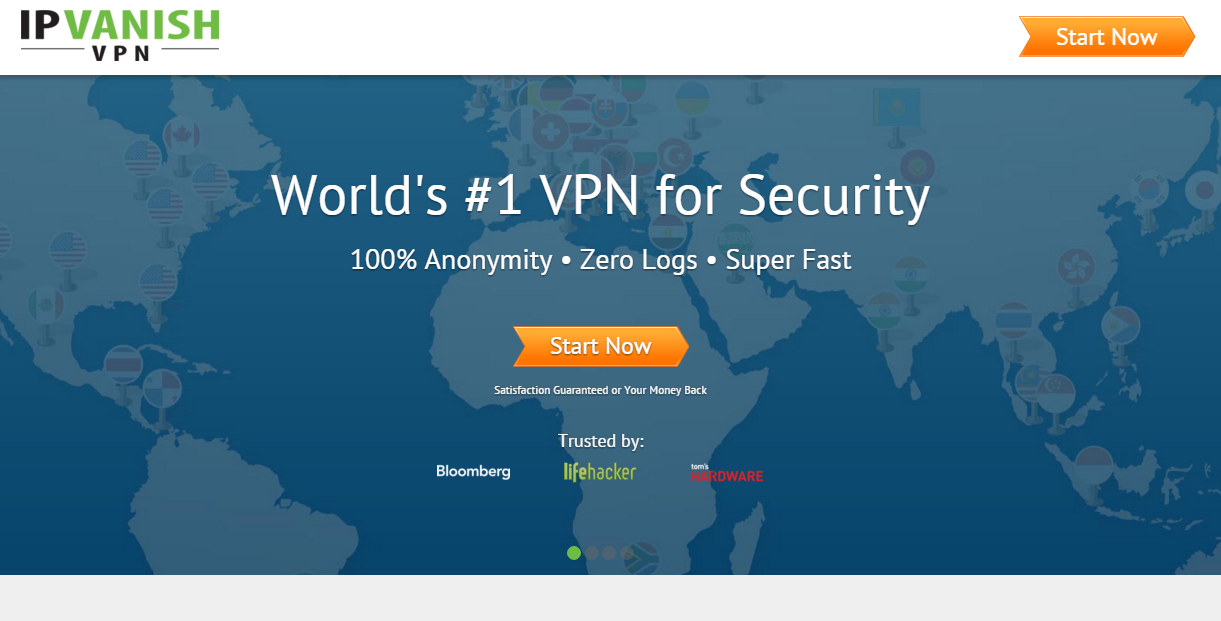 IPVANISH
VPN
Start Now
World's #1 VPN for Security
100% Anonymity • Zero Logs • Super Fast
Start Now
Satisfaction Guaranteed or Your Money Back
Trusted by:
Bloomberg
lifehacker
tom's
HARDWARE